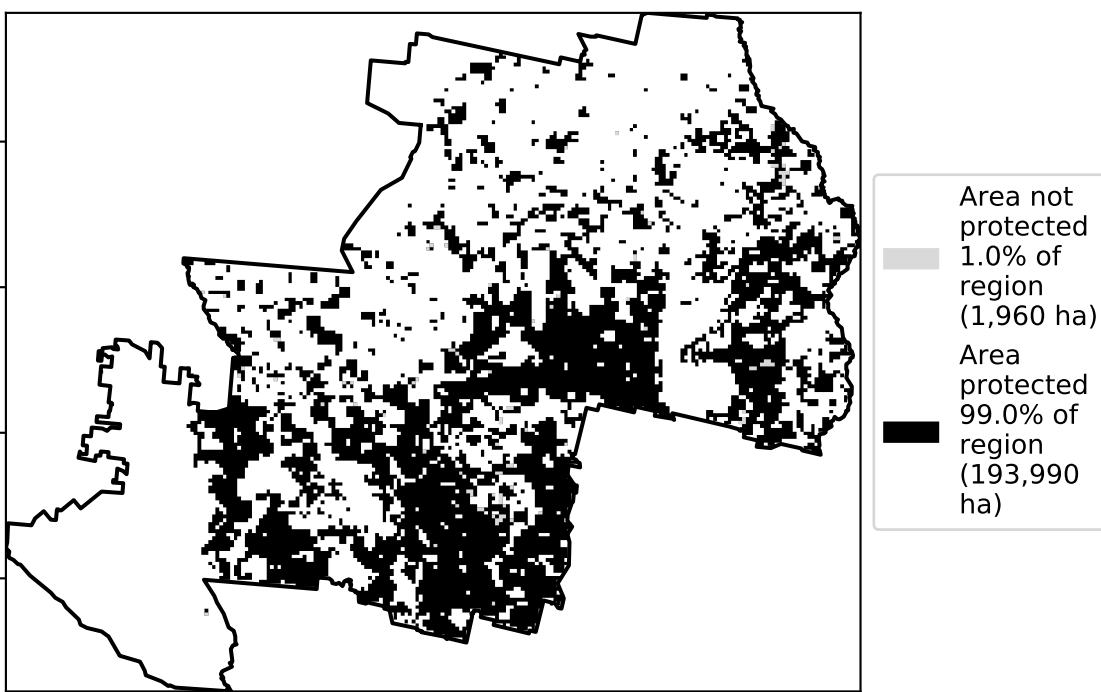 Area not
protected
1.0% of
region
(1,960 ha)
Area
protected
99.0% of
region
(193,990
ha)